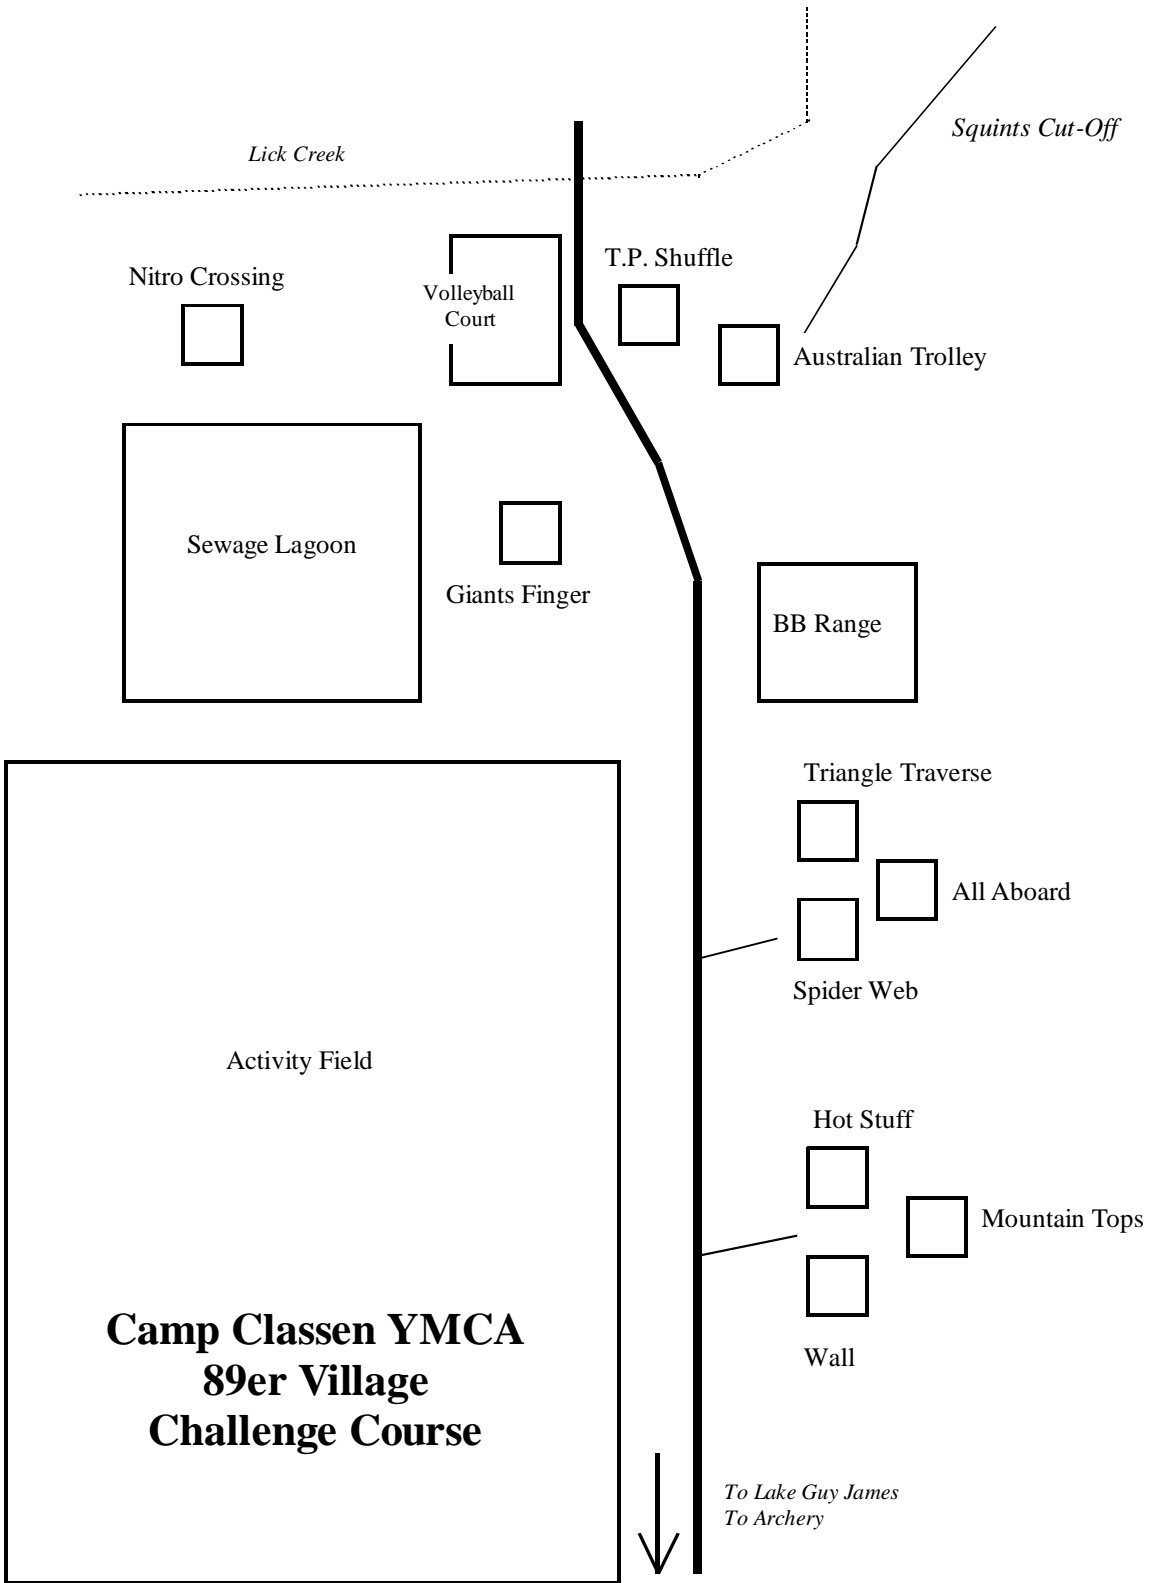 Squints Cut-Off
Lick Creek
T.P. Shuffle
Nitro Crossing
Volleyball
Court
Australian Trolley
Sewage Lagoon
Giants Finger
BB Range
Triangle Traverse
All Aboard
Spider Web
Activity Field
Hot Stuff
Mountain Tops
Camp Classen YMCA
89er Village
Challenge Course
Wall
To Lake Guy James
To Archery